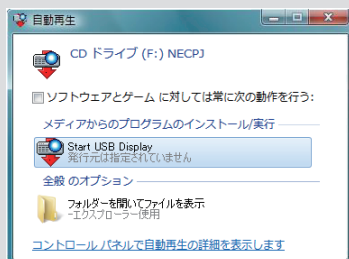 自動再生
CD ドライブ (F:) NECPJ
ソフトウェアとゲーム に対しては常に次の動作を行う:
メディアからのプログラムのインストール/実行
Start USB Display
発行元は指定されていません
全般 のオプション
フォルダーを開いてファイルを表示
-エクスプローラー使用
コントロール パネルで自動再生の詳細を表示します